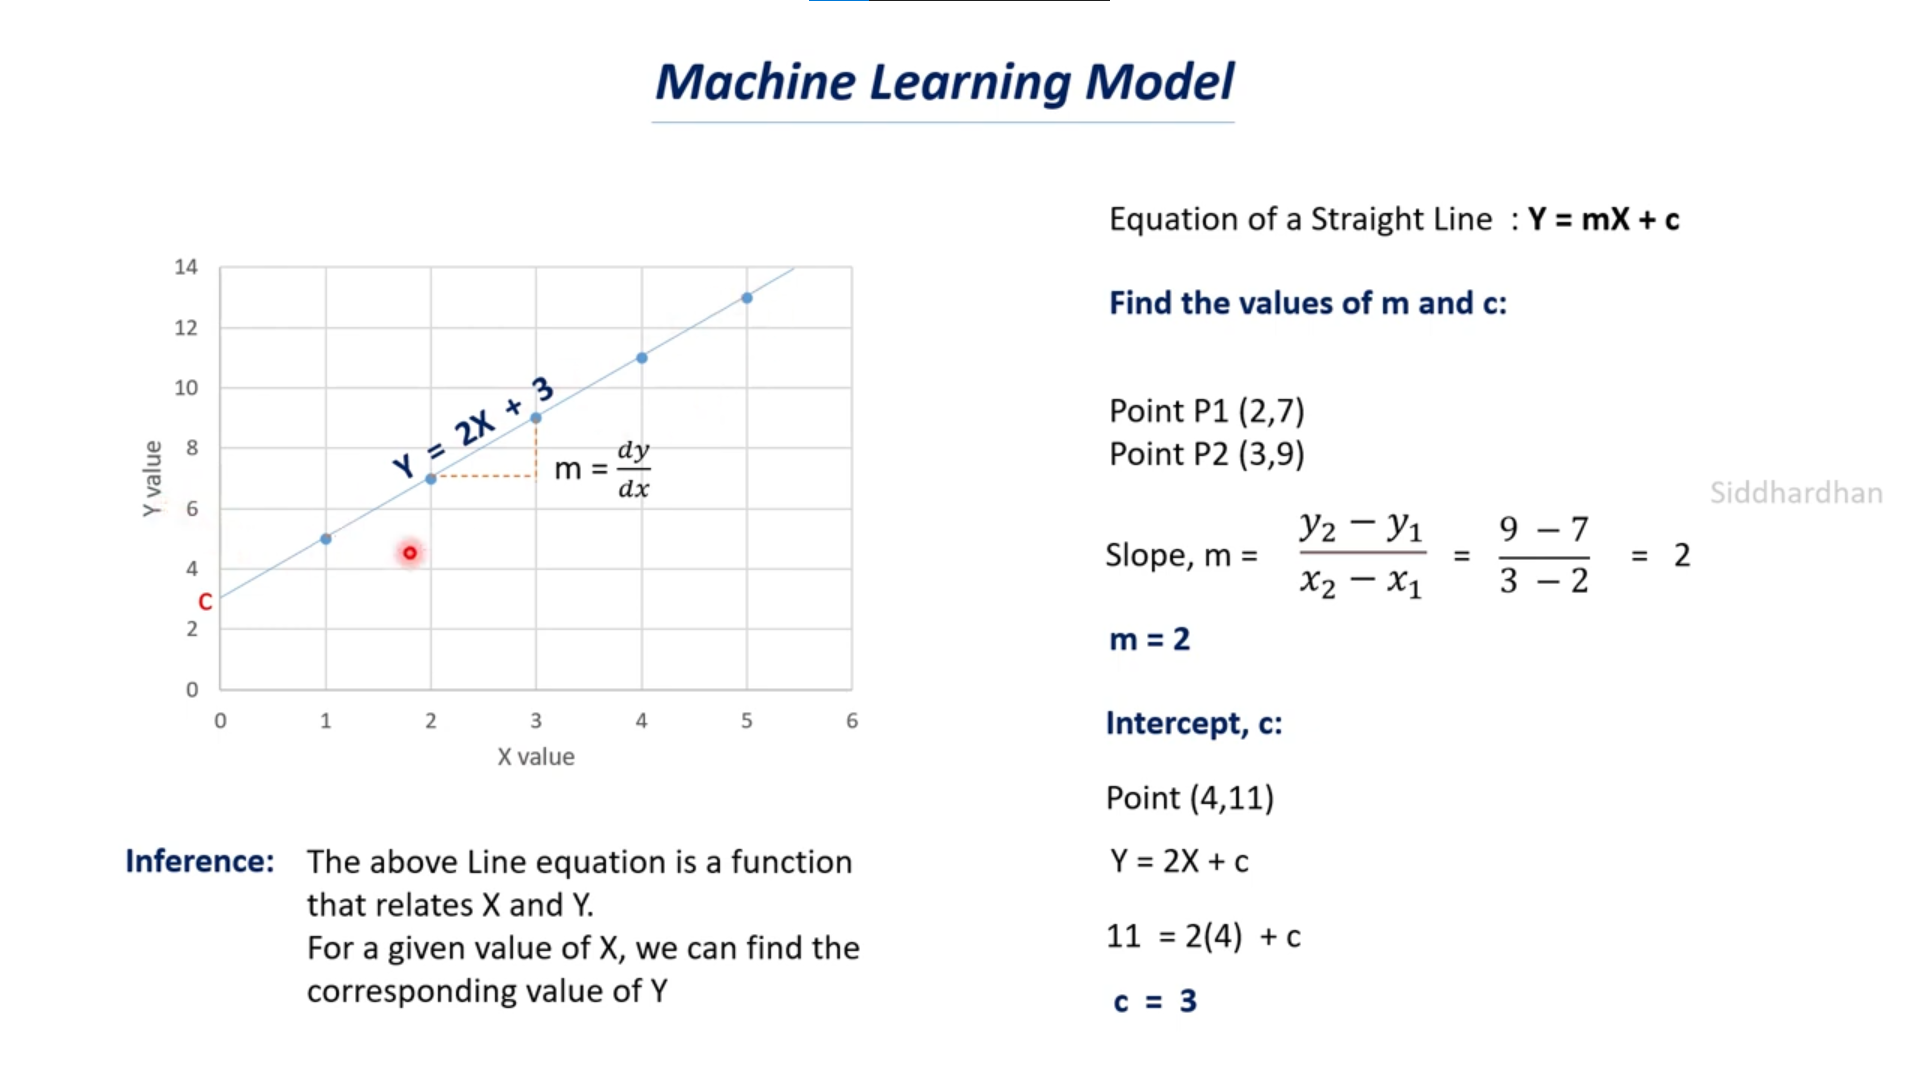 Machine Learning Model
Equation of a Straight Line : Y = mX + c
Find the values of m and c:
Point P1 (2,7)
Point P2 (3,9)
Siddhardhan
Slope, m = y₂ − y₁ / x₂ − x₁ = 9 − 7 / 3 − 2 = 2
m = 2
Intercept, c:
Point (4,11)
Y = 2X + c
11 = 2(4) + c
c = 3
14
12
10
8
6
4
2
0
C
Y value
Y = 2X + 3
m = dy / dx
0 1 2 3 4 5 6
X value
Inference: The above Line equation is a function
that relates X and Y.
For a given value of X, we can find the
corresponding value of Y